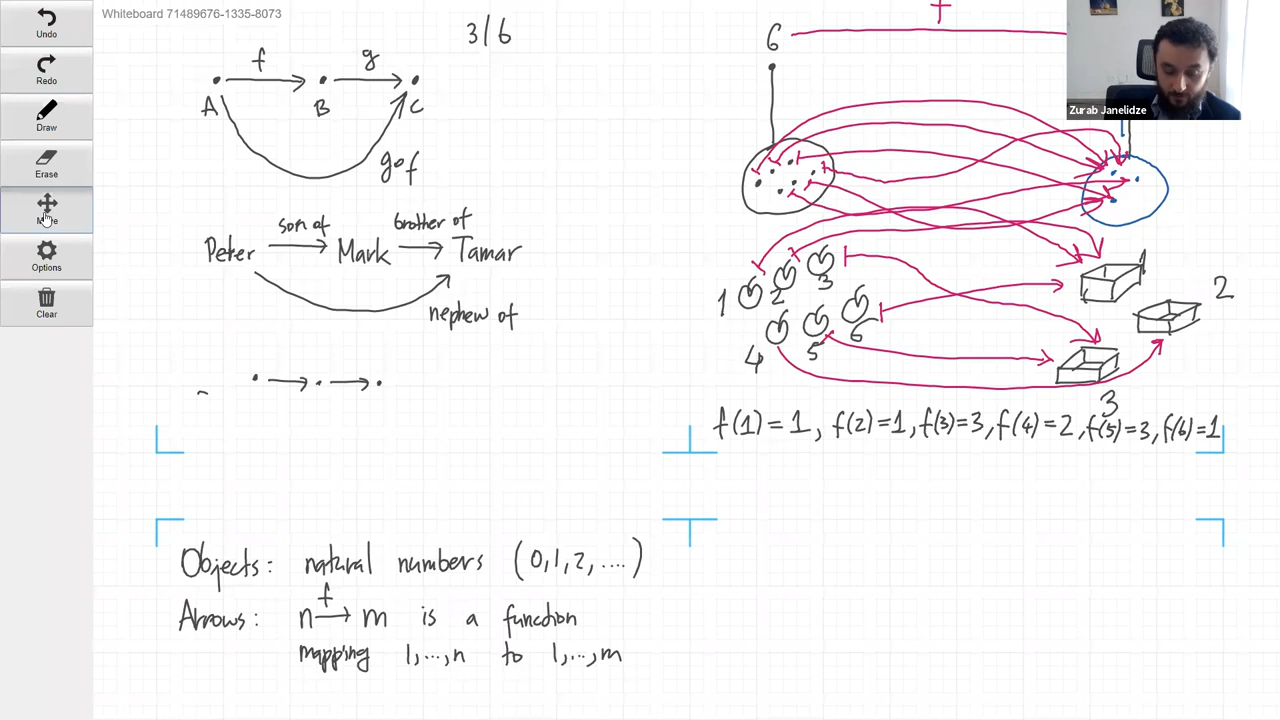 Undo
Redo
Draw
Erase
Options
Clear
Whiteboard 71489676-1335-8073
3/6
f g
A B C
g∘f
son of brother of
Peter Mark Tamar
nephew of
6
Zurab Janelidze
1 2 3
4 5 6
1
2
3
f(1)=1, f(2)=1, f(3)=3, f(4)=2, f(5)=3, f(6)=1
Objects: natural numbers (0,1,2,....)
f
Arrows: n → m is a function
mapping 1,...,n to 1,...,m